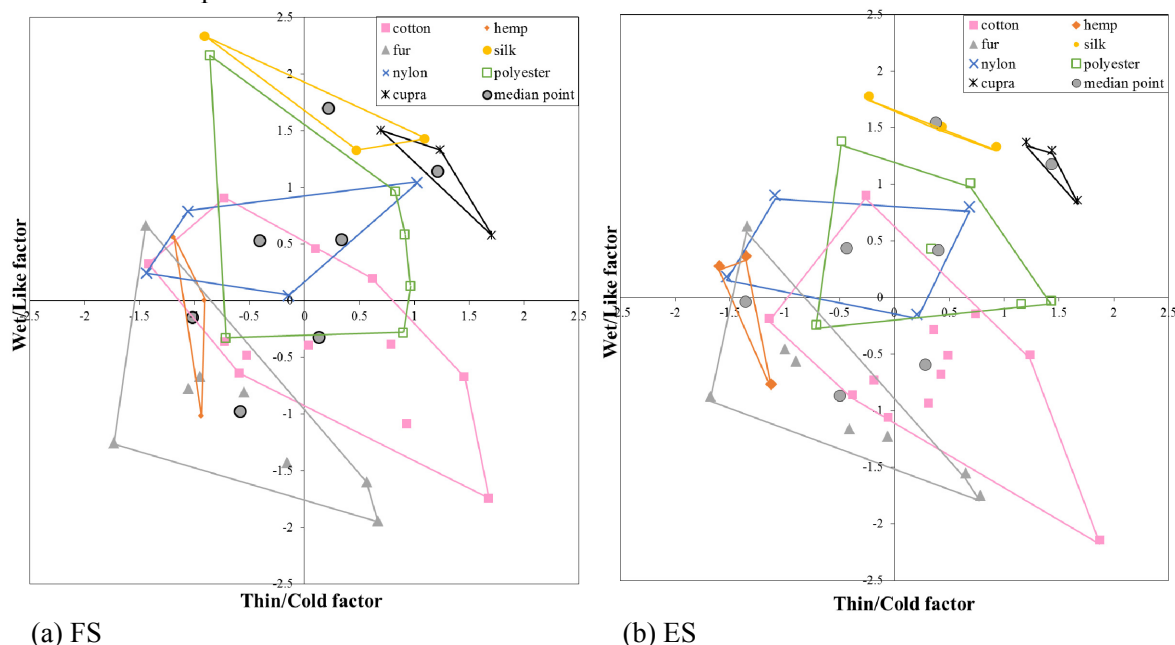 2.5
2
1.5
1
0.5
2.5 -2 -1.5 -1 -0.5 0 0.5 1 1.5 2 2.5
-0.5
-1
-1.5
-2
-2.5
cotton hemp
fur silk
nylon polyester
cupra median point
Wet/Like factor
Thin/Cold factor
(a) FS
2.5
2
1.5
1
0.5
2.5 -2 -1.5 -1 -0.5 0 0.5 1 1.5 2 2.5
-0.5
-1
-1.5
-2
-2.5
cotton hemp
fur silk
nylon polyester
cupra median point
Wet/Like factor
Thin/Cold factor
(b) ES